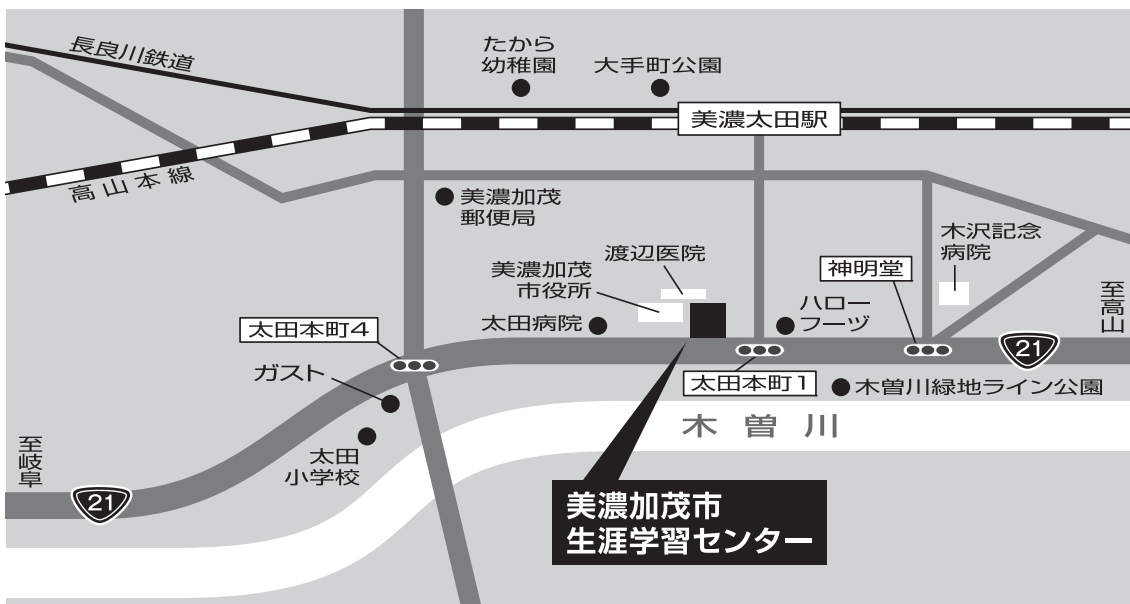 長良川鉄道
たから
幼稚園
大手町公園
美濃太田駅
高山本線
美濃加茂
郵便局
木沢記念
病院
渡辺医院
美濃加茂
市役所
神明堂
至高山
ハロー
フーヅ
太田病院
太田本町4
21
ガスト
太田本町1
木曽川緑地ライン公園
木曽川
至岐阜
太田
小学校
21
美濃加茂市
生涯学習センター